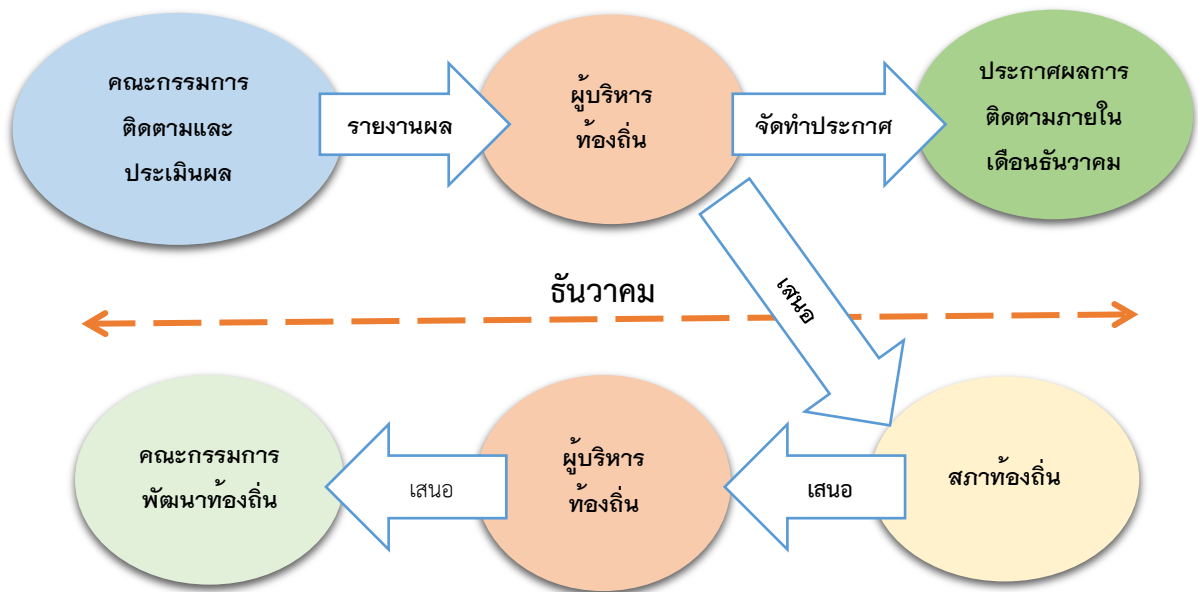 คณะกรรมการ
ติดตามและ
ประเมินผล
รายงานผล
ผู้บริหาร
ท้องถิ่น
จัดทำประกาศ
ประกาศผลการ
ติดตามภายใน
เดือนธันวาคม
เสนอ
ธันวาคม
คณะกรรมการ
พัฒนาท้องถิ่น
เสนอ
ผู้บริหาร
ท้องถิ่น
เสนอ
สภาท้องถิ่น